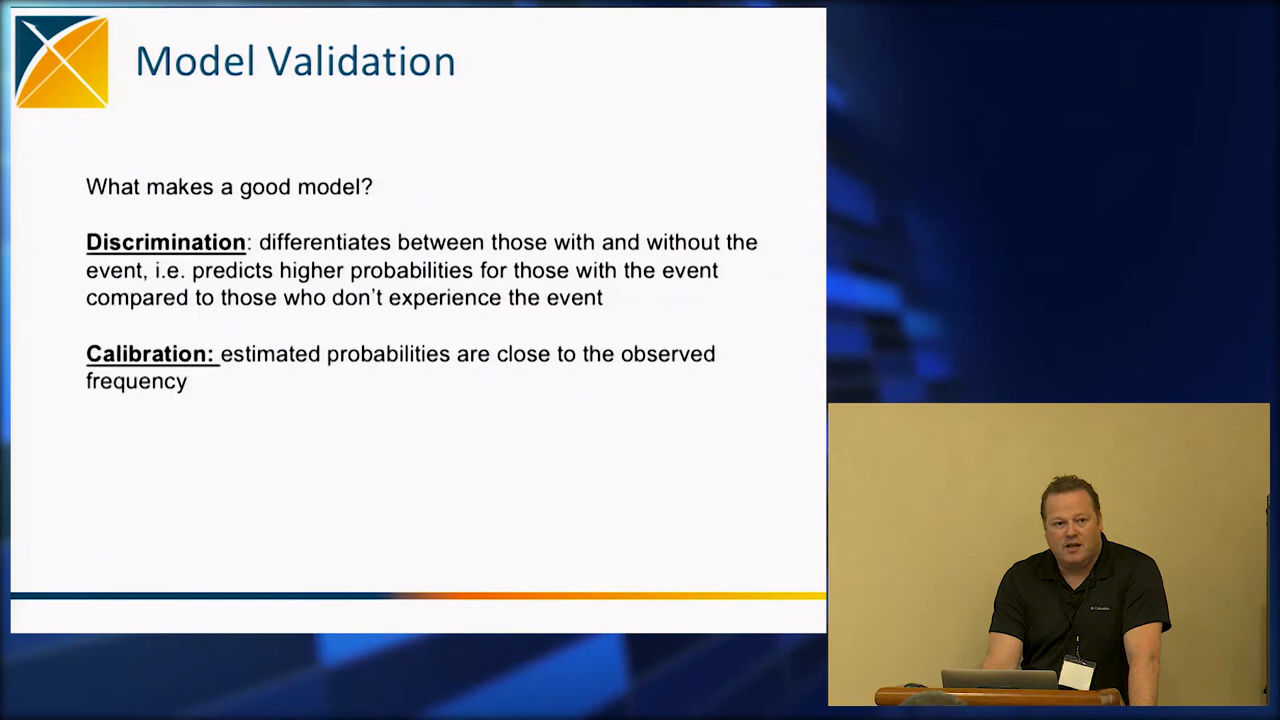 Model Validation
What makes a good model?
Discrimination: differentiates between those with and without the
event, i.e. predicts higher probabilities for those with the event
compared to those who don't experience the event
Calibration: estimated probabilities are close to the observed
frequency
Columbia